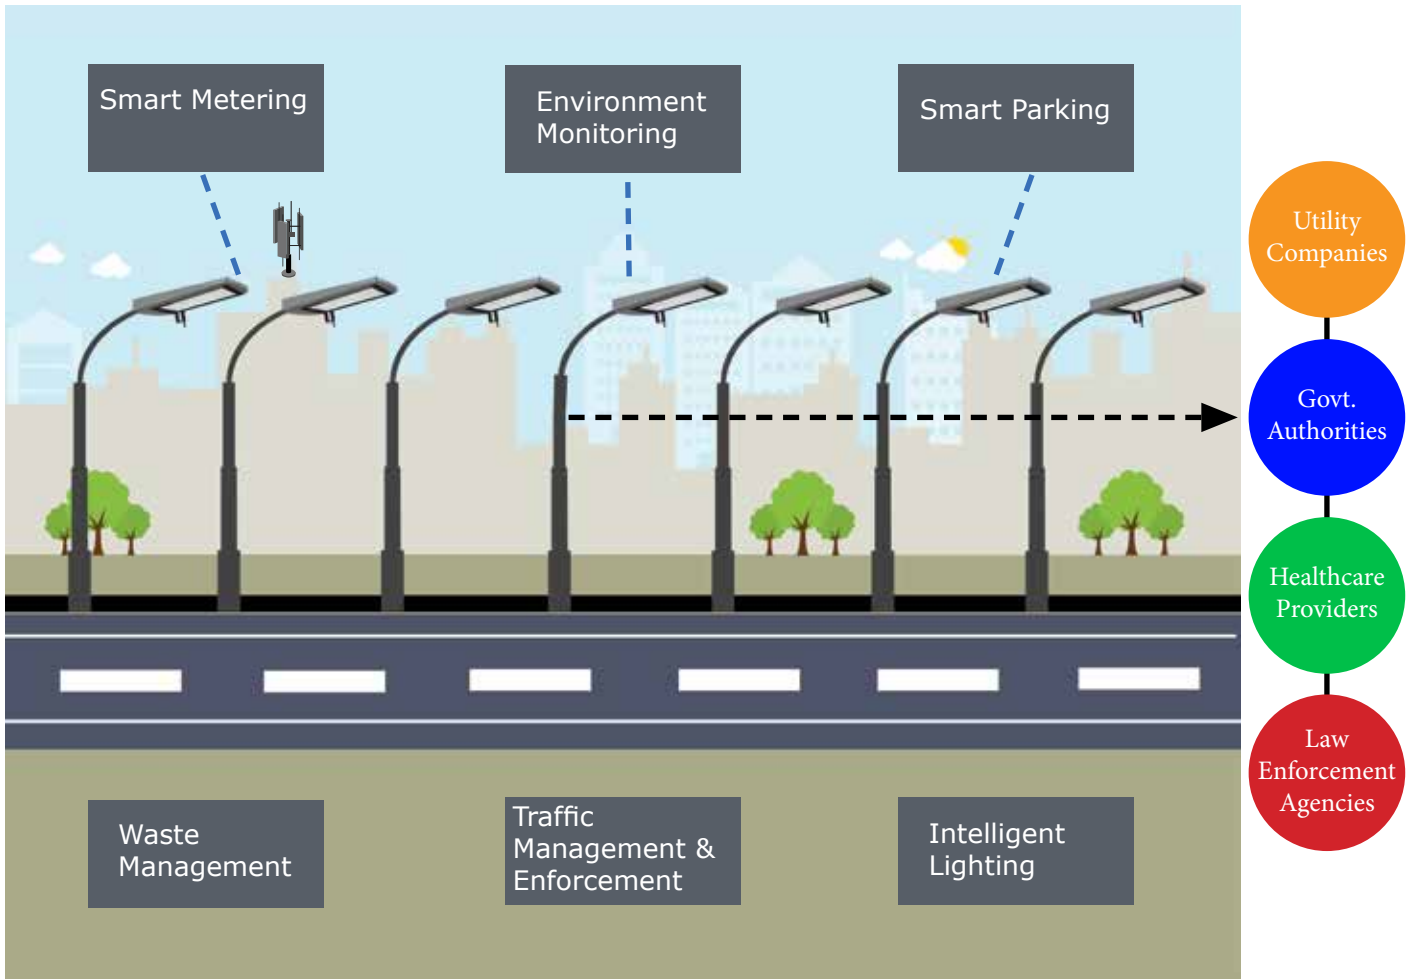 Smart Metering
Environment
Monitoring
Smart Parking
Utility
Companies
Govt.
Authorities
Healthcare
Providers
Law
Enforcement
Agencies
Waste
Management
Traffic
Management &
Enforcement
Intelligent
Lighting